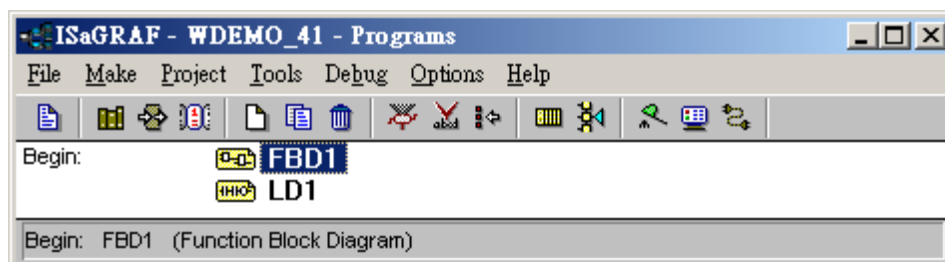 ISaGRAF - WDEMO_41 - Programs
File Make Project Tools Debug Options Help
Begin: FBD1
LD1
Begin: FBD1 (Function Block Diagram)